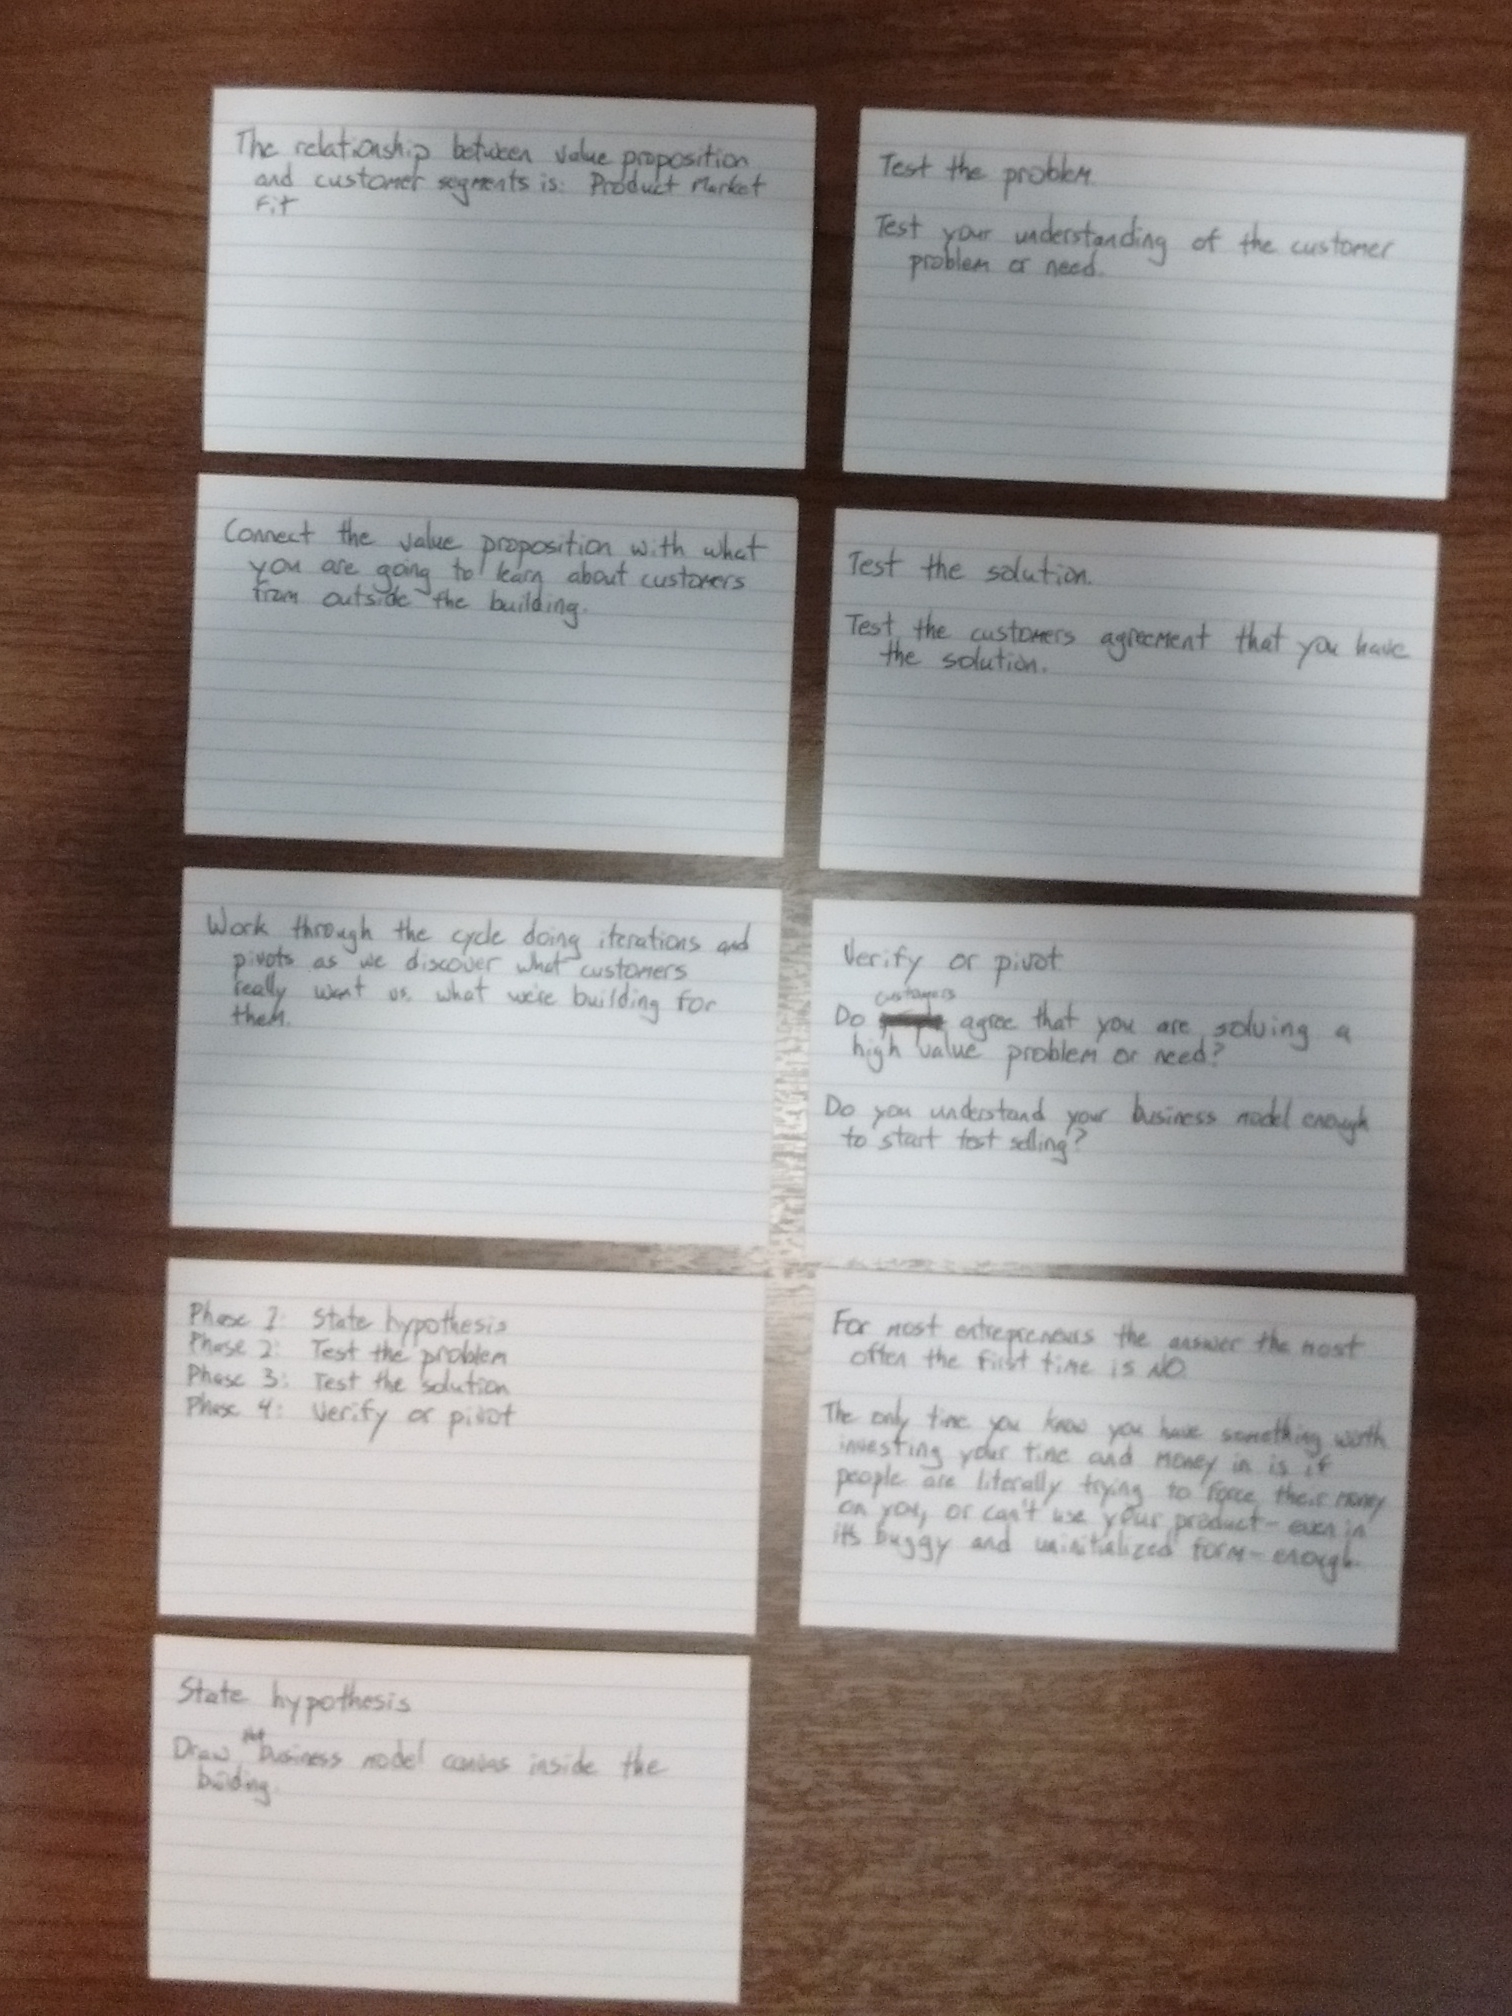 The relationship between value proposition
and customer segments is: Product Market
Fit
Connect the value proposition with what
you are going to learn about customers
from outside the building.
Work through the cycle doing iterations and
pivots as we discover what customers
really want vs. what we're building for
them.
Phase 1: State hypothesis
Phase 2: Test the problem
Phase 3: Test the solution
Phase 4: Verify or pivot
State hypothesis
Draw the business model canvas inside the
building.
Test the problem
Test your understanding of the customer
problem or need.
Test the solution.
Test the customers agreement that you have
the solution.
Verify or pivot
Do customers agree that you are solving a
high value problem or need?
Do you understand your business model enough
to start test selling?
For most entrepreneurs the answer the most
often the first time is NO.
The only time you know you have something worth
investing your time and money in is if
people are literally trying to force their money
on you, or can't use your product - even in
its buggy and uninitialized form - enough.